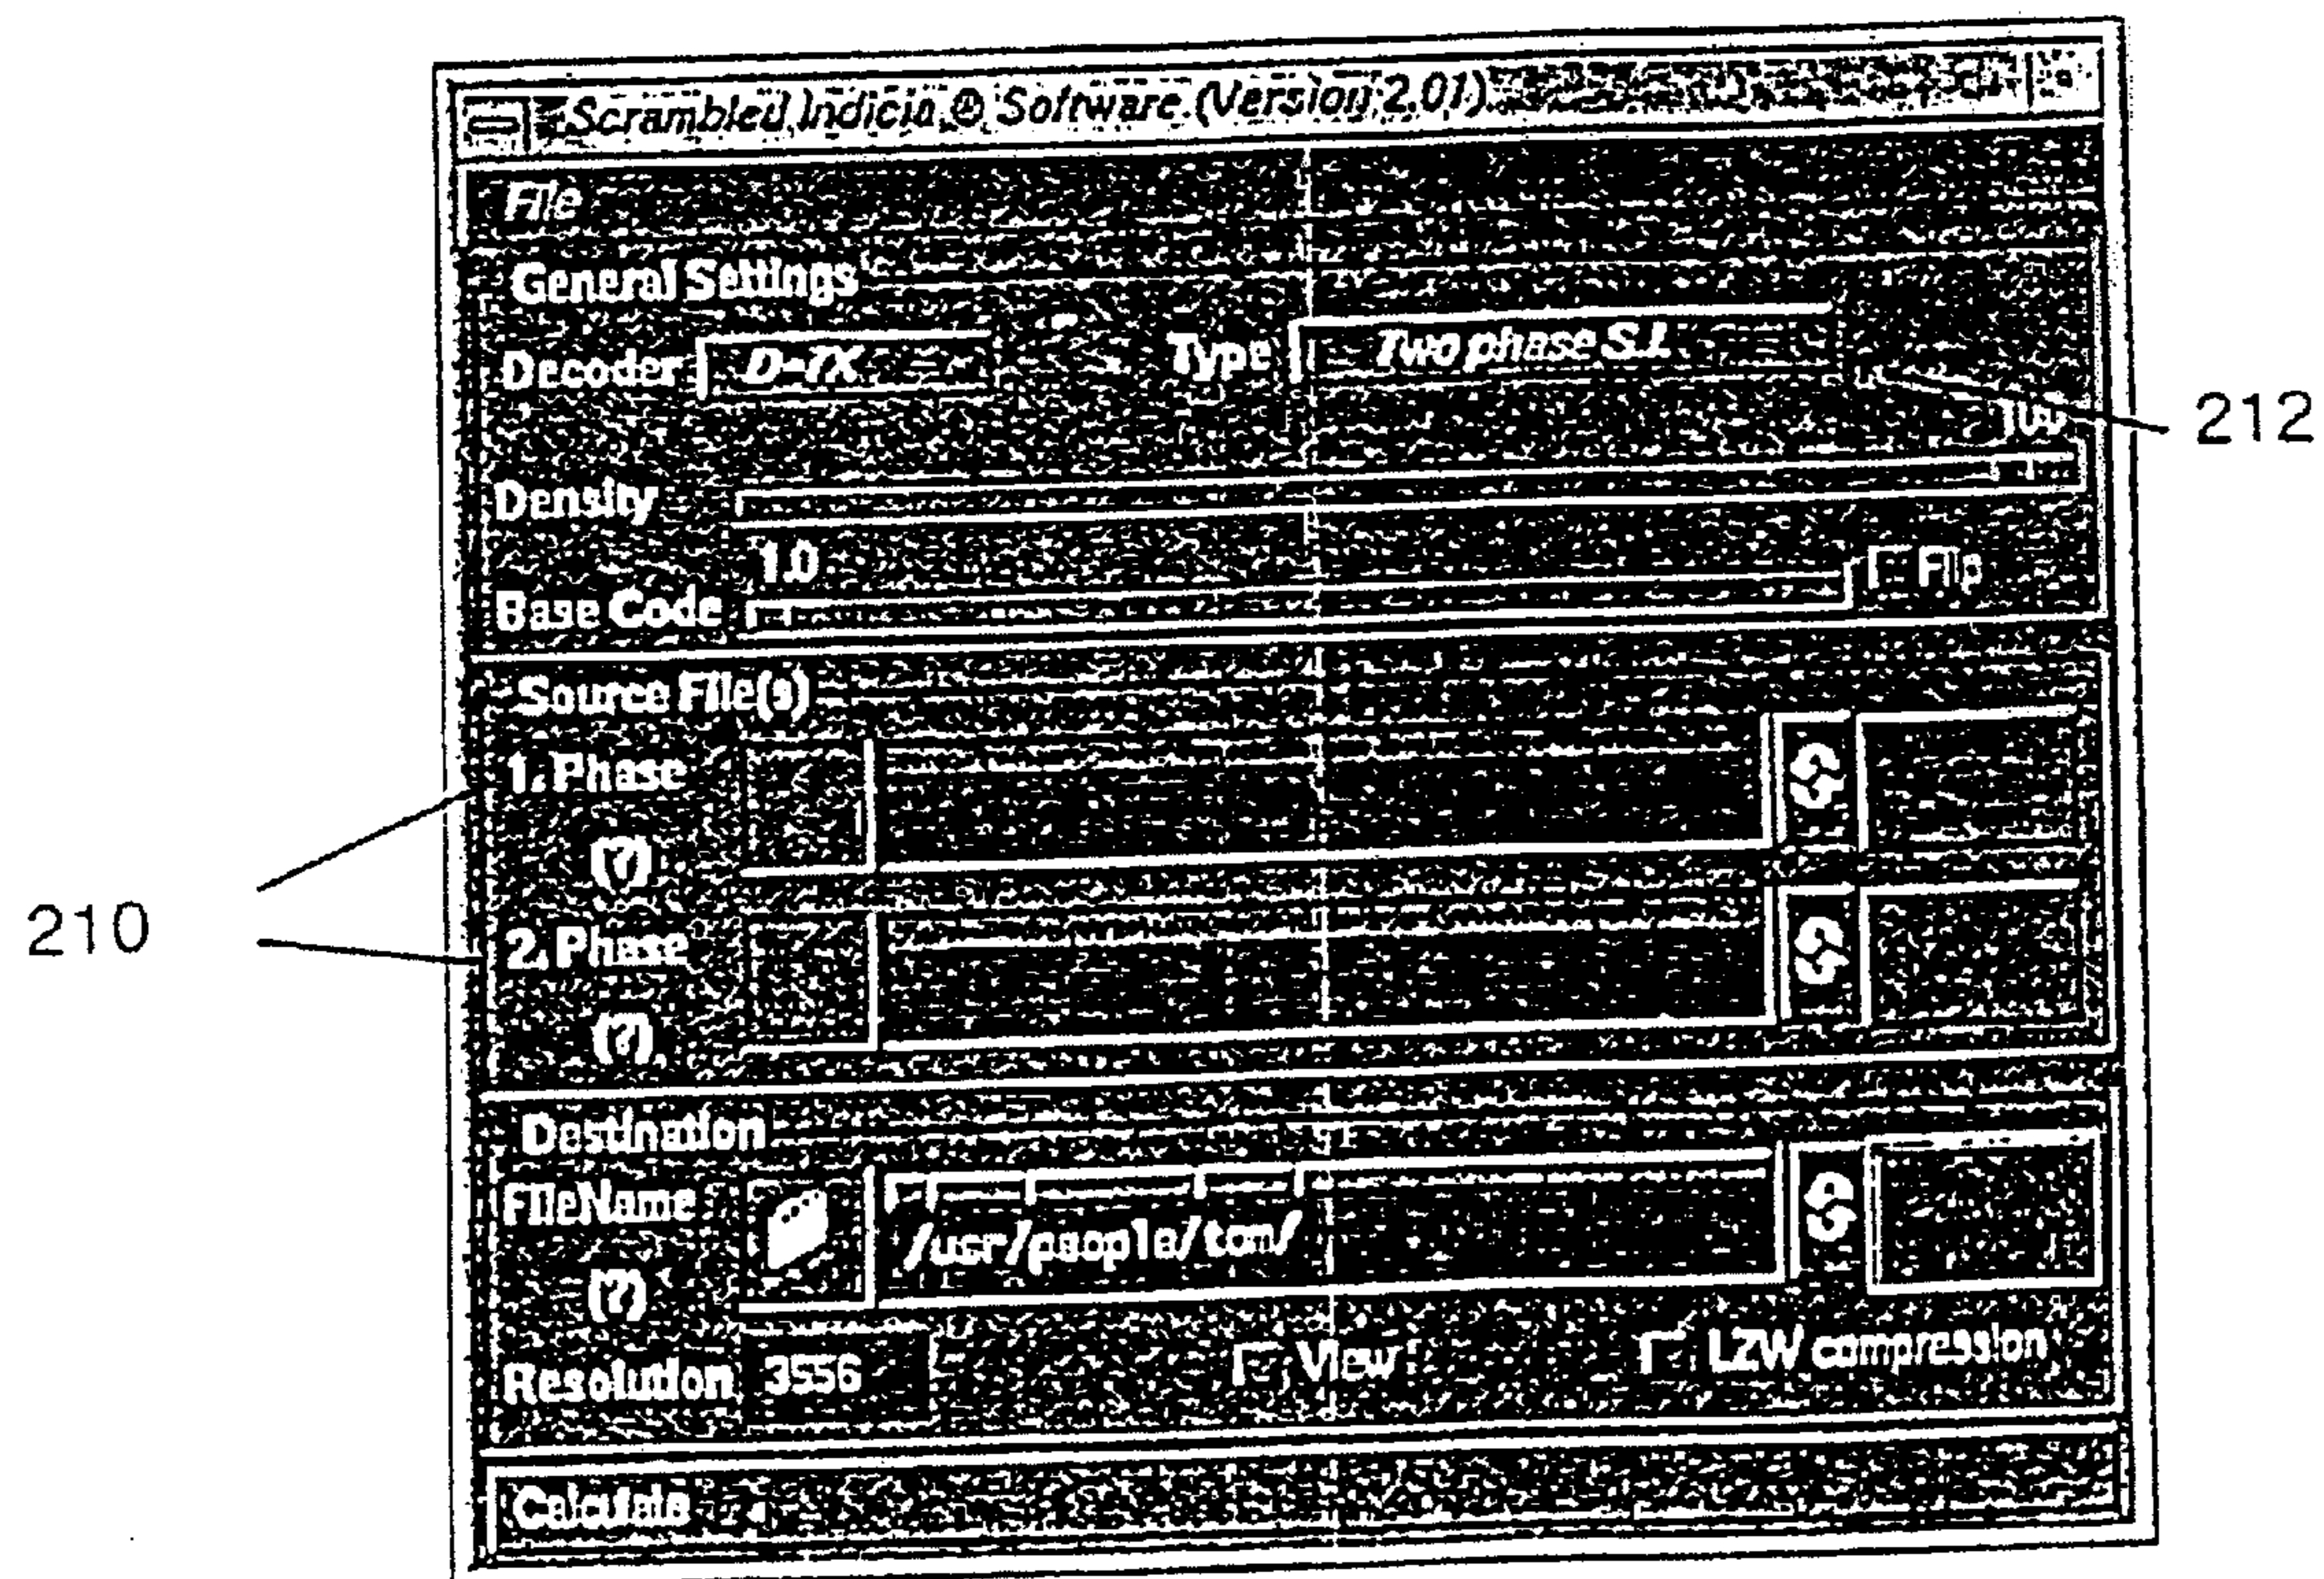 Scrambled Indicia ® Software (Version 2.01)
File
General Settings
Decoder D-7X Type Two phase S.I.
212
100
Density
1.0
Base Code Flip
Source File(s)
1. Phase
(?)
210
2. Phase
(?)
Destination
FileName /usr/people/tom/
(?)
Resolution 3556 View LZW compression
Calculate